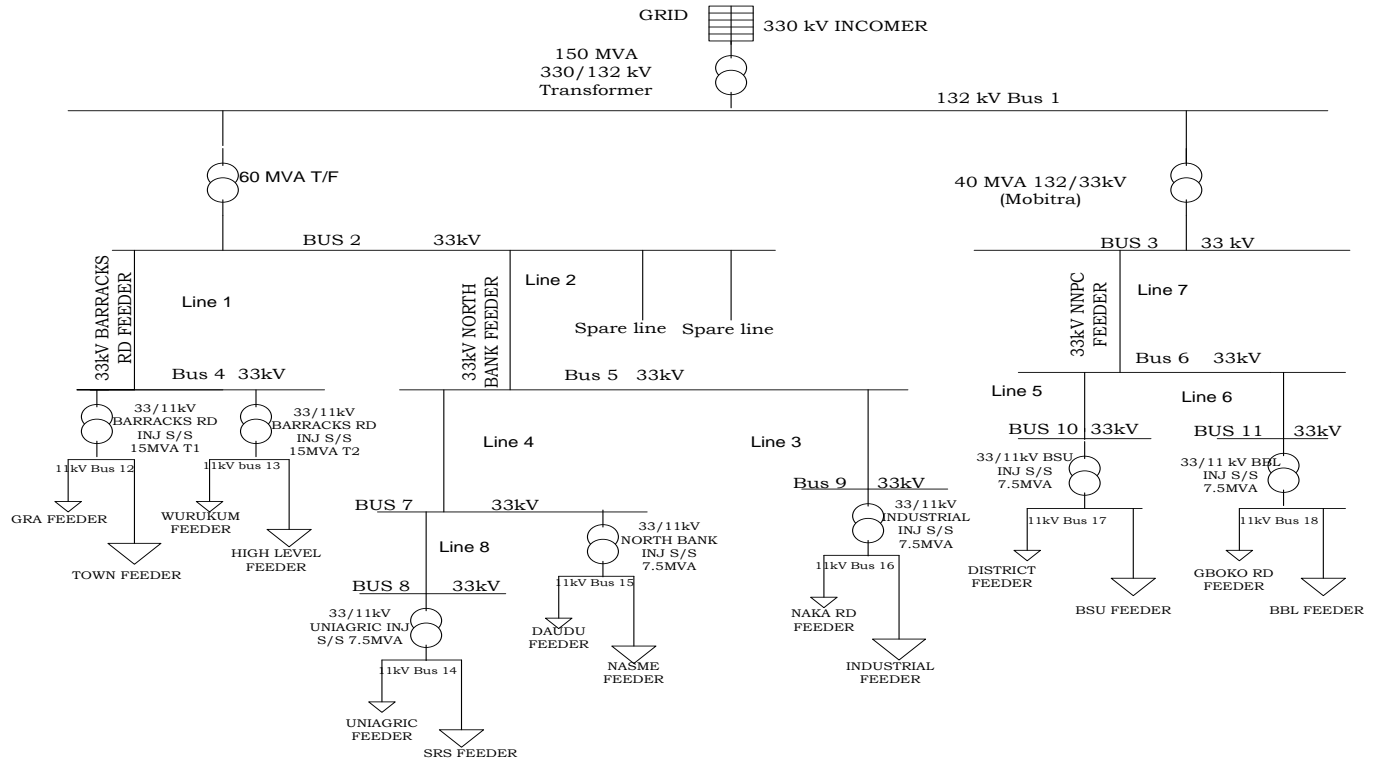 GRID
330 kV INCOMER
150 MVA
330/132 kV
Transformer
132 kV Bus 1
60 MVA T/F
40 MVA 132/33kV
(Mobitra)
BUS 2 33kV
BUS 3 33 kV
33kV BARRACKS
RD FEEDER
Line 1
33kV NORTH
BANK FEEDER
Line 2
Spare line
Spare line
33kV NNPC
FEEDER
Line 7
Bus 4 33kV
Bus 5 33kV
Bus 6 33kV
33/11kV
BARRACKS RD
INJ S/S
15MVA T1
33/11kV
BARRACKS RD
INJ S/S
15MVA T2
Line 4
Line 3
Line 5
Line 6
BUS 10 33kV
BUS 11 33kV
11kV Bus 12
11kV bus 13
GRA FEEDER
TOWN FEEDER
WURUKUM
FEEDER
HIGH LEVEL
FEEDER
BUS 7 33kV
Bus 9 33kV
33/11kV BSU
INJ S/S
7.5MVA
33/11 kV BBL
INJ S/S
7.5MVA
Line 8
33/11kV
NORTH BANK
INJ S/S
7.5MVA
33/11kV
INDUSTRIAL
INJ S/S
7.5MVA
11kV Bus 17
11kV Bus 18
DISTRICT
FEEDER
BSU FEEDER
GBOKO RD
FEEDER
BBL FEEDER
BUS 8 33kV
11kV Bus 15
11kV Bus 16
33/11kV
UNIAGRIC INJ
S/S 7.5MVA
DAUDU
FEEDER
NASME
FEEDER
NAKA RD
FEEDER
INDUSTRIAL
FEEDER
11kV Bus 14
UNIAGRIC
FEEDER
SRS FEEDER